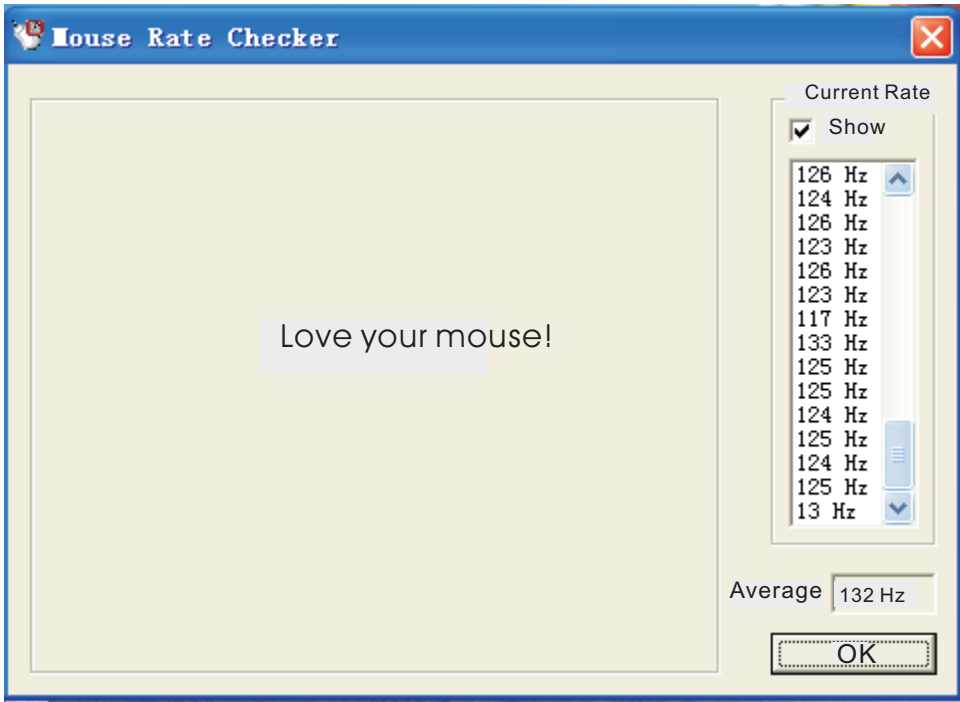 Mouse Rate Checker
Current Rate
Show
126 Hz
124 Hz
126 Hz
123 Hz
126 Hz
123 Hz
117 Hz
133 Hz
125 Hz
125 Hz
124 Hz
125 Hz
124 Hz
125 Hz
13 Hz
Love your mouse!
Average 132 Hz
OK